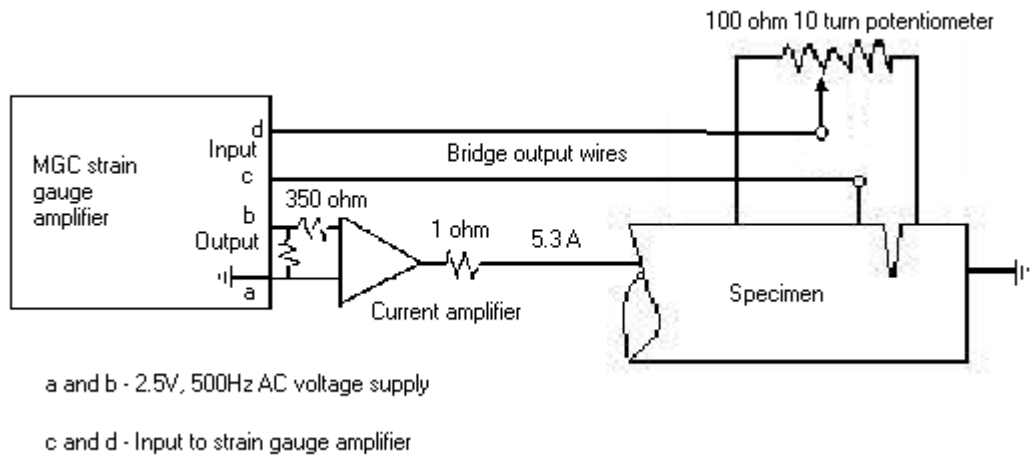 100 ohm 10 turn potentiometer
d
Input
Bridge output wires
MGC strain
gauge
amplifier
c
350 ohm
b
Output
1 ohm
5.3 A
a
Current amplifier
Specimen
a and b - 2.5V, 500Hz AC voltage supply
c and d - Input to strain gauge amplifier